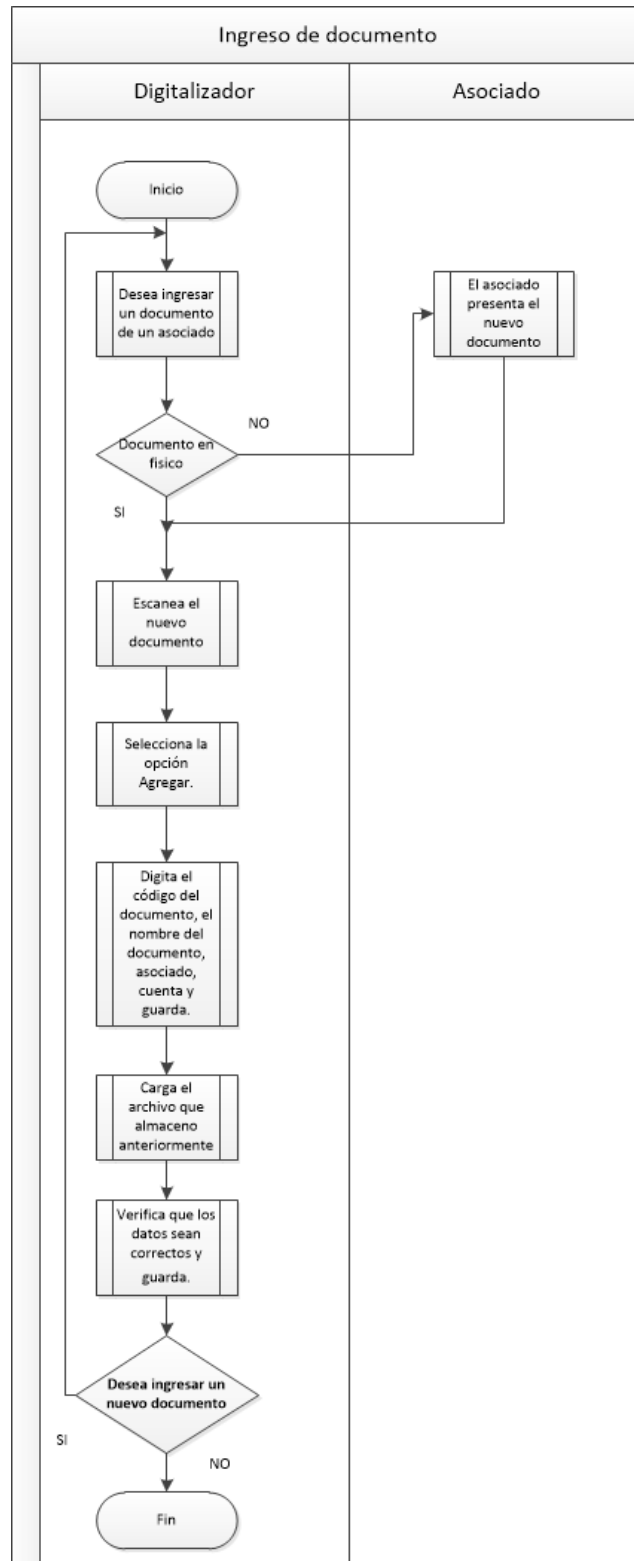 Ingreso de documento
Digitalizador
Asociado
Inicio
Desea ingresar
un documento
de un asociado
El asociado
presenta el
nuevo
documento
NO
Documento en
fisico
SI
Escanea el
nuevo
documento
Selecciona la
opción
Agregar.
Digita el
código del
documento, el
nombre del
documento,
asociado,
cuenta y
guarda.
Carga el
archivo que
almaceno
anteriormente
Verifica que los
datos sean
correctos y
guarda.
Desea ingresar un
nuevo documento
SI
NO
Fin